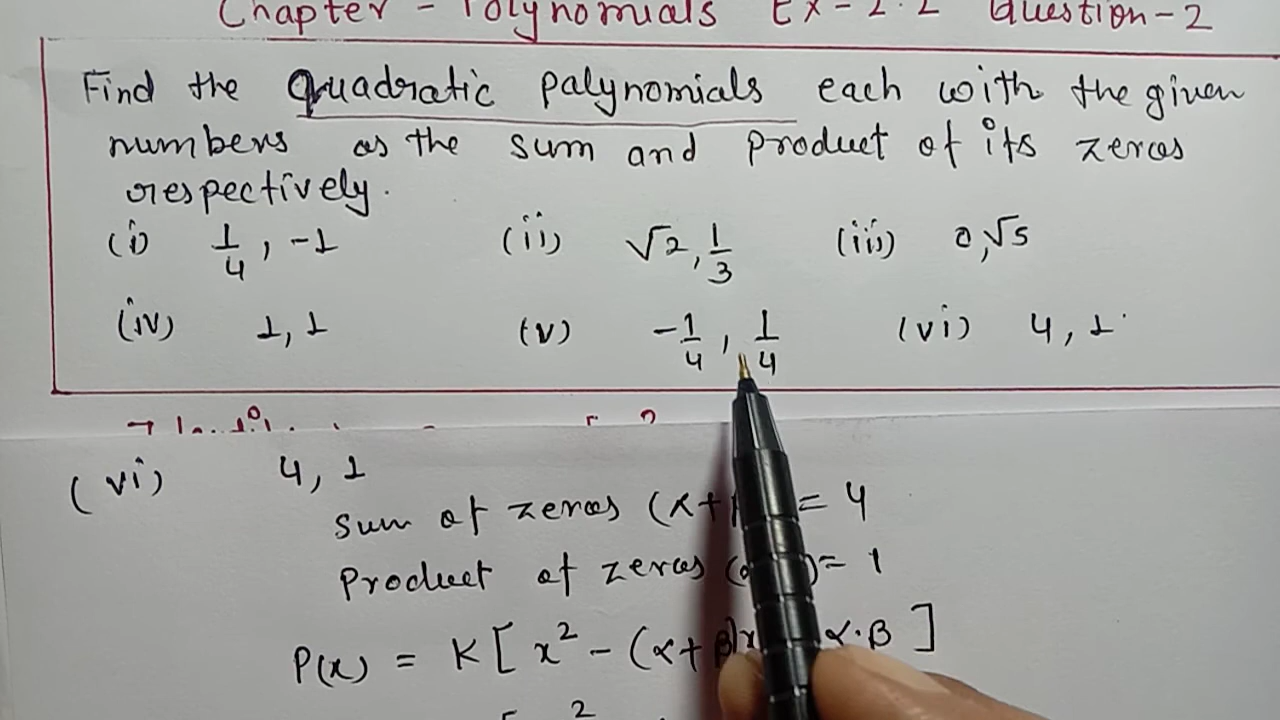 Chapter - Polynomials Ex-2.2 Question-2
Find the quadratic palynomials each with the given
numbers as the sum and product of its zeroes
respectively.
(i) 1/4, -1 (ii) √2, 1/3 (iii) 0, √5
(iv) 1, 1 (v) -1/4, 1/4 (vi) 4, 1
(vi) 4, 1
Sum of zeroes (α+ = 4
Product of zeroes ( ) = 1
P(x) = K[x² - (α+β)x α.β]